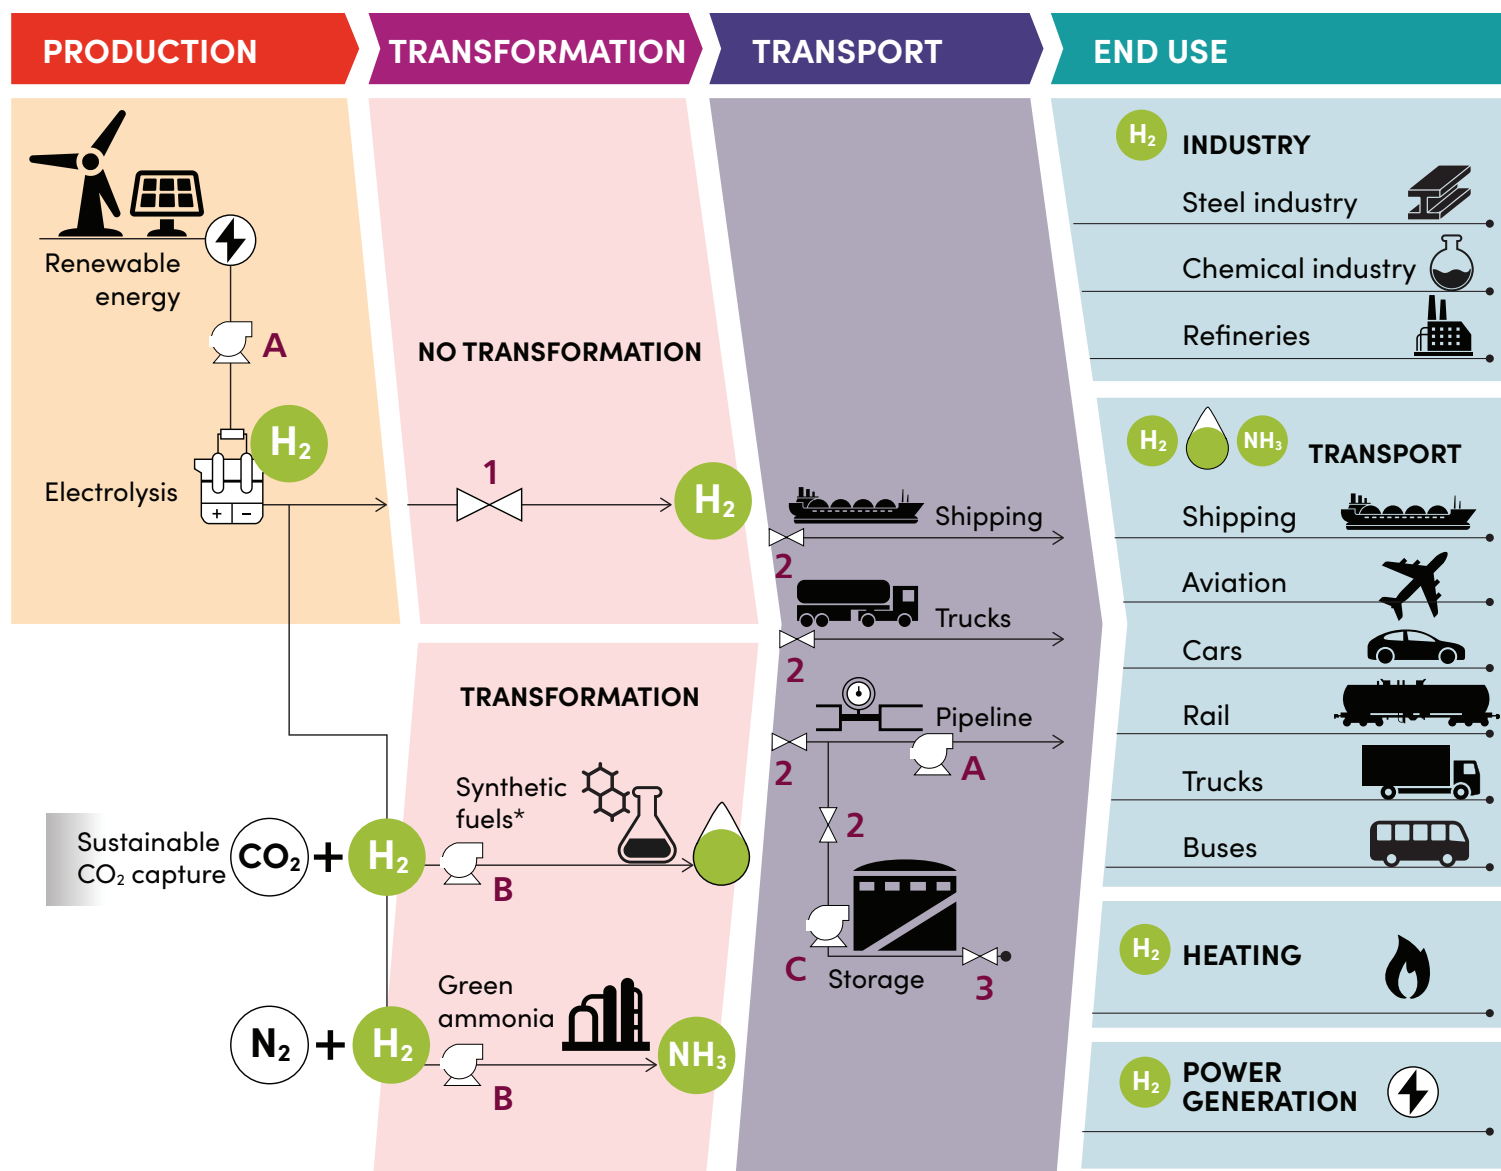 PRODUCTION
TRANSFORMATION
TRANSPORT
END USE
Renewable
energy
A
H₂
Electrolysis
+ −
NO TRANSFORMATION
1
H₂
TRANSFORMATION
Synthetic
fuels*
Sustainable
CO₂ capture
CO₂ + H₂
B
Green
ammonia
N₂ + H₂
B
NH₃
Shipping
2
Trucks
2
Pipeline
2
A
2
C
Storage
3
H₂ INDUSTRY
Steel industry
Chemical industry
Refineries
H₂ NH₃ TRANSPORT
Shipping
Aviation
Cars
Rail
Trucks
Buses
H₂ HEATING
H₂ POWER
GENERATION